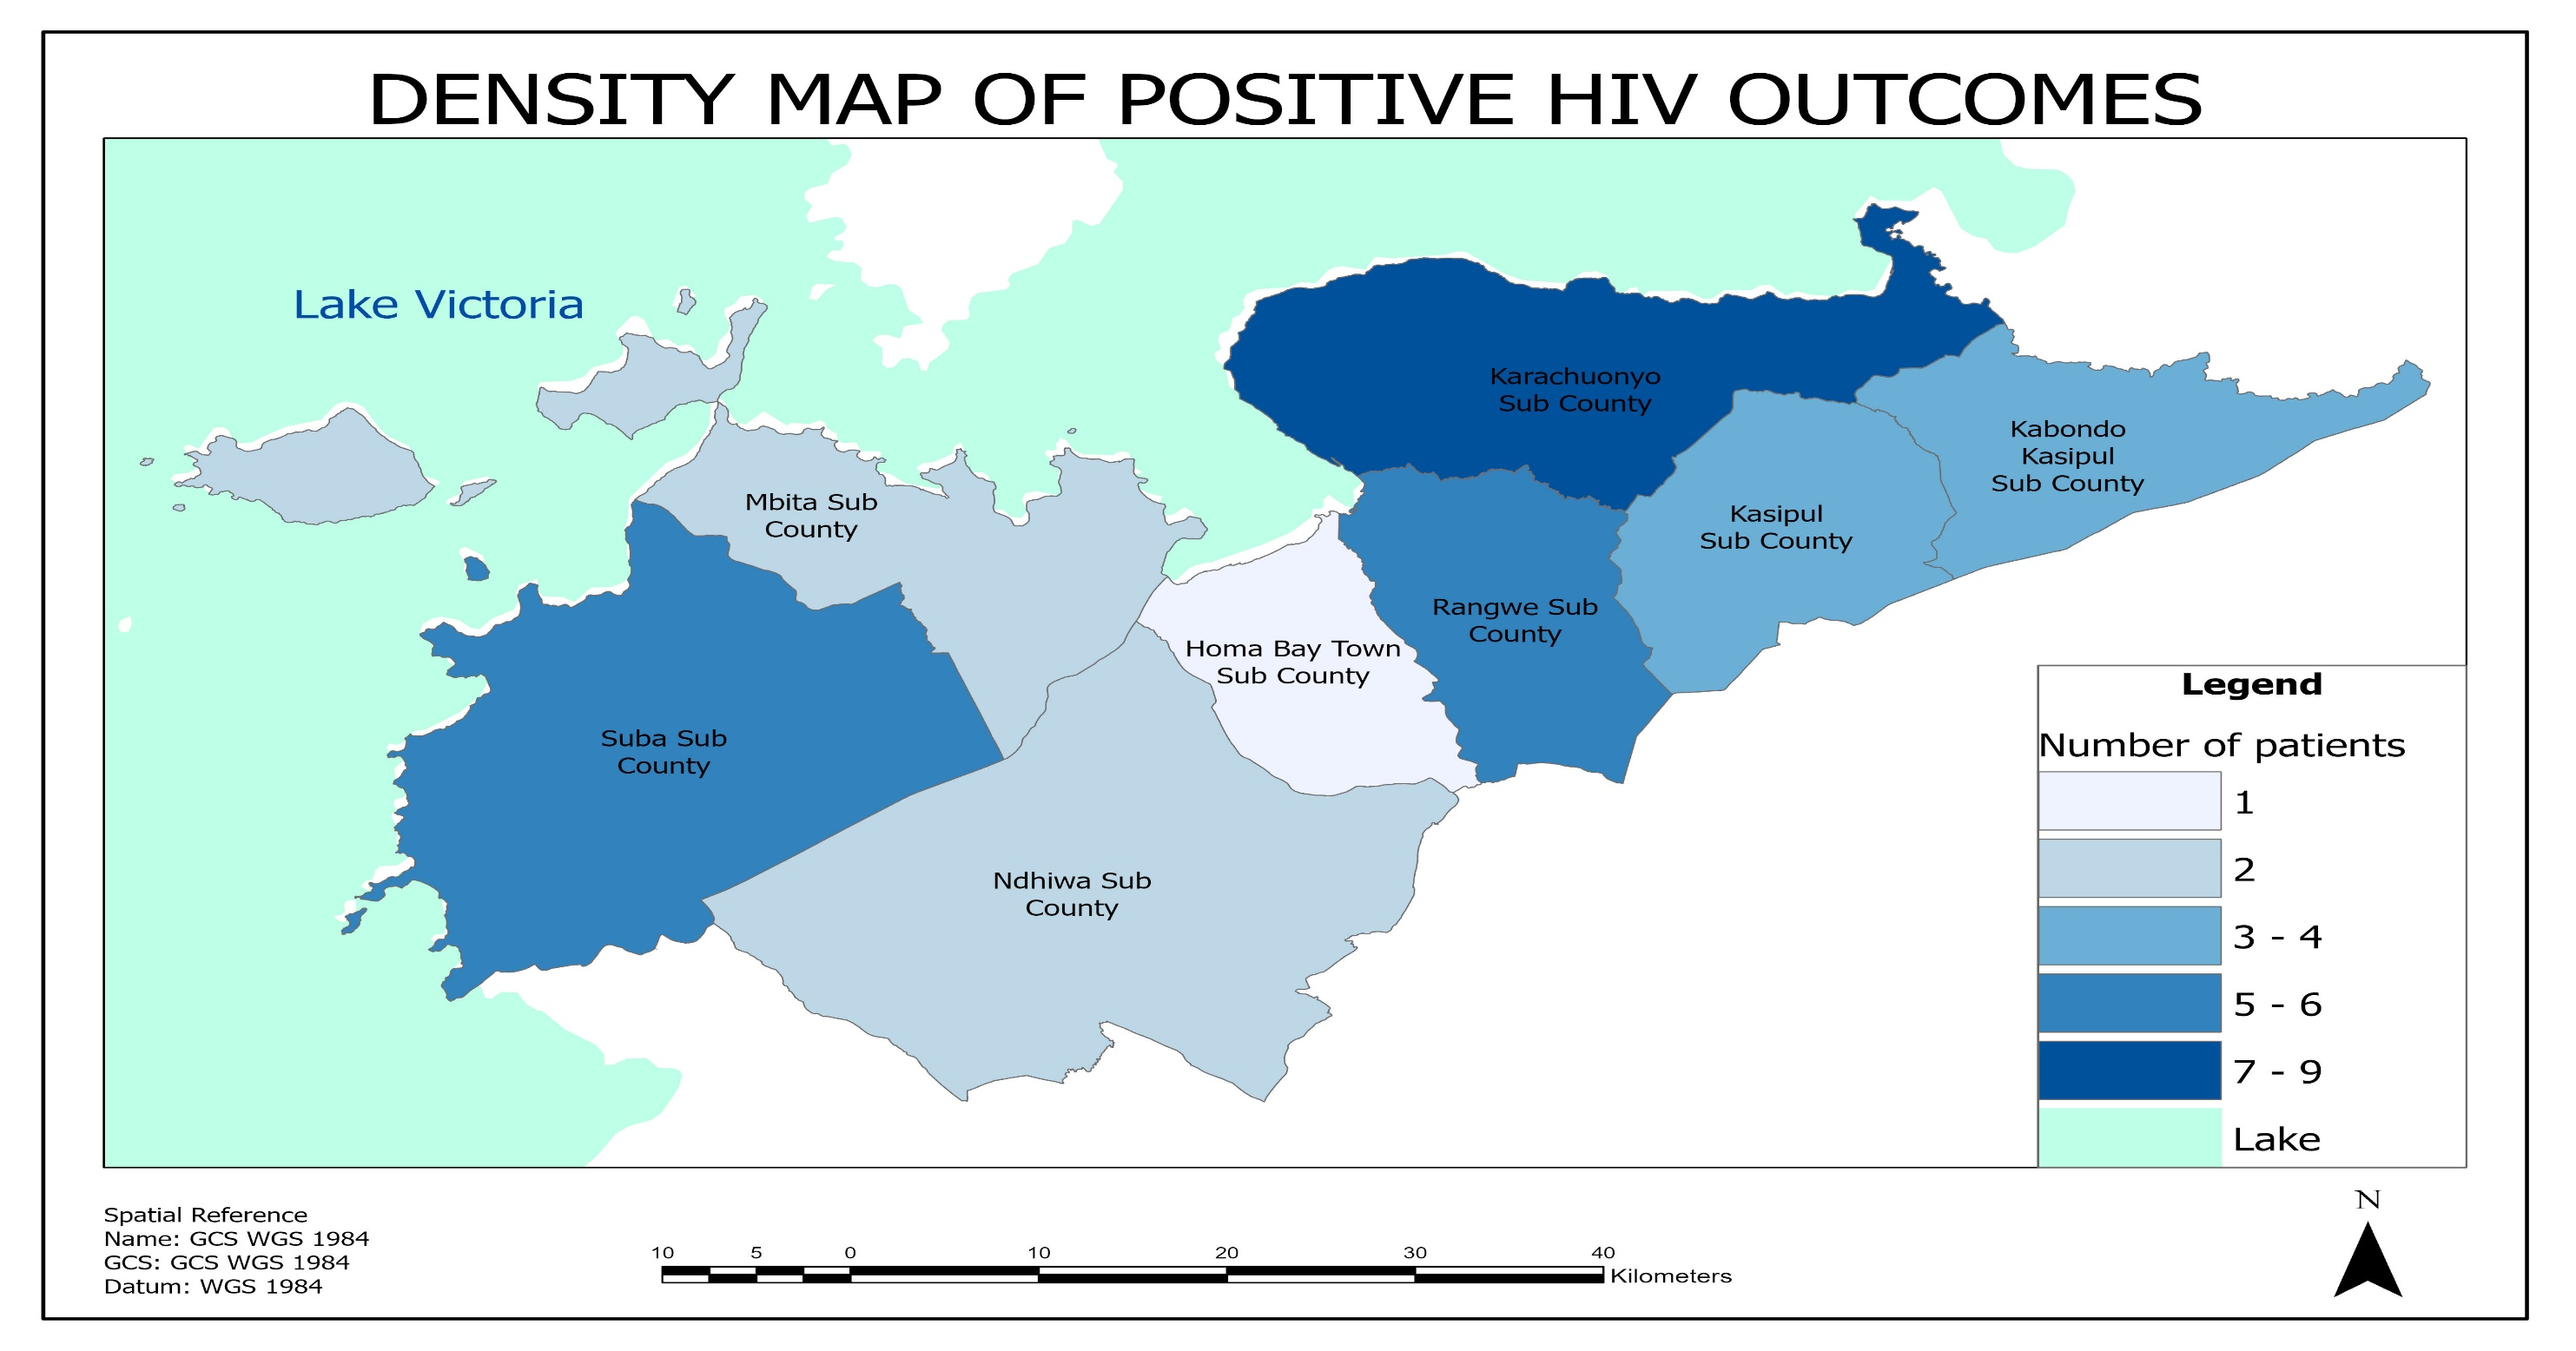 DENSITY MAP OF POSITIVE HIV OUTCOMES
Lake Victoria
Karachuonyo
Sub County
Kabondo
Kasipul
Sub County
Mbita Sub
County
Kasipul
Sub County
Rangwe Sub
County
Homa Bay Town
Sub County
Suba Sub
County
Ndhiwa Sub
County
Legend
Number of patients
1
2
3 - 4
5 - 6
7 - 9
Lake
Spatial Reference
Name: GCS WGS 1984
GCS: GCS WGS 1984
Datum: WGS 1984
10 5 0 10 20 30 40
Kilometers
N